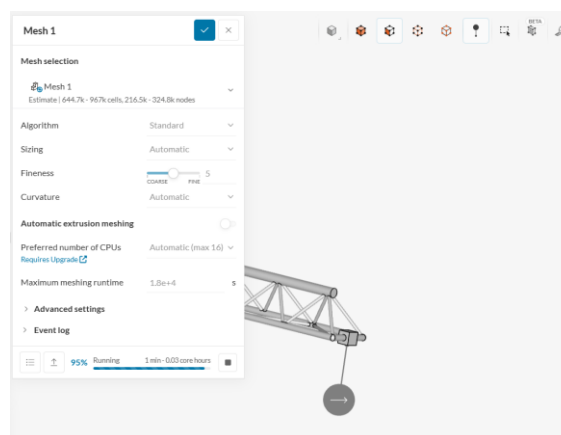 Mesh 1
BETA
Mesh selection
Mesh 1
Estimate | 644.7k - 967k cells, 216.5k - 324.8k nodes
Algorithm Standard
Sizing Automatic
Fineness 5
COARSE FINE
Curvature Automatic
Automatic extrusion meshing
Preferred number of CPUs Automatic (max 16)
Requires Upgrade
Maximum meshing runtime 1.8e+4 s
Advanced settings
Event log
95% Running 1 min - 0.03 core hours